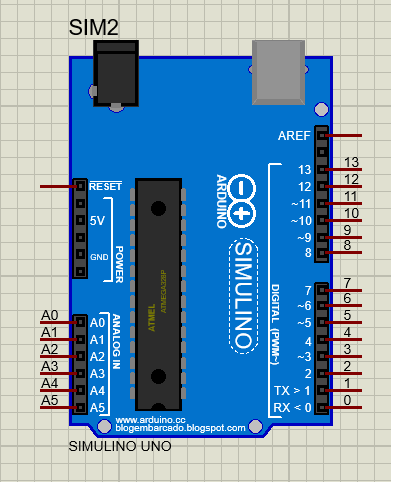 SIM2
AREF
13 13
12 12
~11 11
~10 10
~9 9
8 8
RESET
5V
GND
POWER
ARDUINO
SIMULINO
ATMEL
ATMEGA328P
DIGITAL (PWM~)
7 7
~6 6
~5 5
4 4
~3 3
2 2
TX > 1 1
RX < 0 0
ANALOG IN
A0 A0
A1 A1
A2 A2
A3 A3
A4 A4
A5 A5
www.arduino.cc
blogembarcado.blogspot.com
SIMULINO UNO